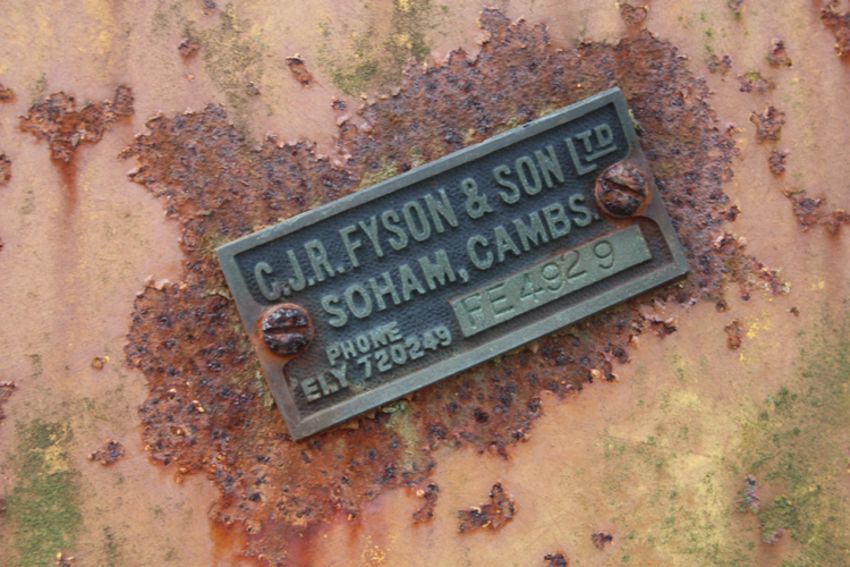 C.J.R. FYSON & SON LTD
SOHAM, CAMBS.
PHONE
ELY 720249
FE 4929